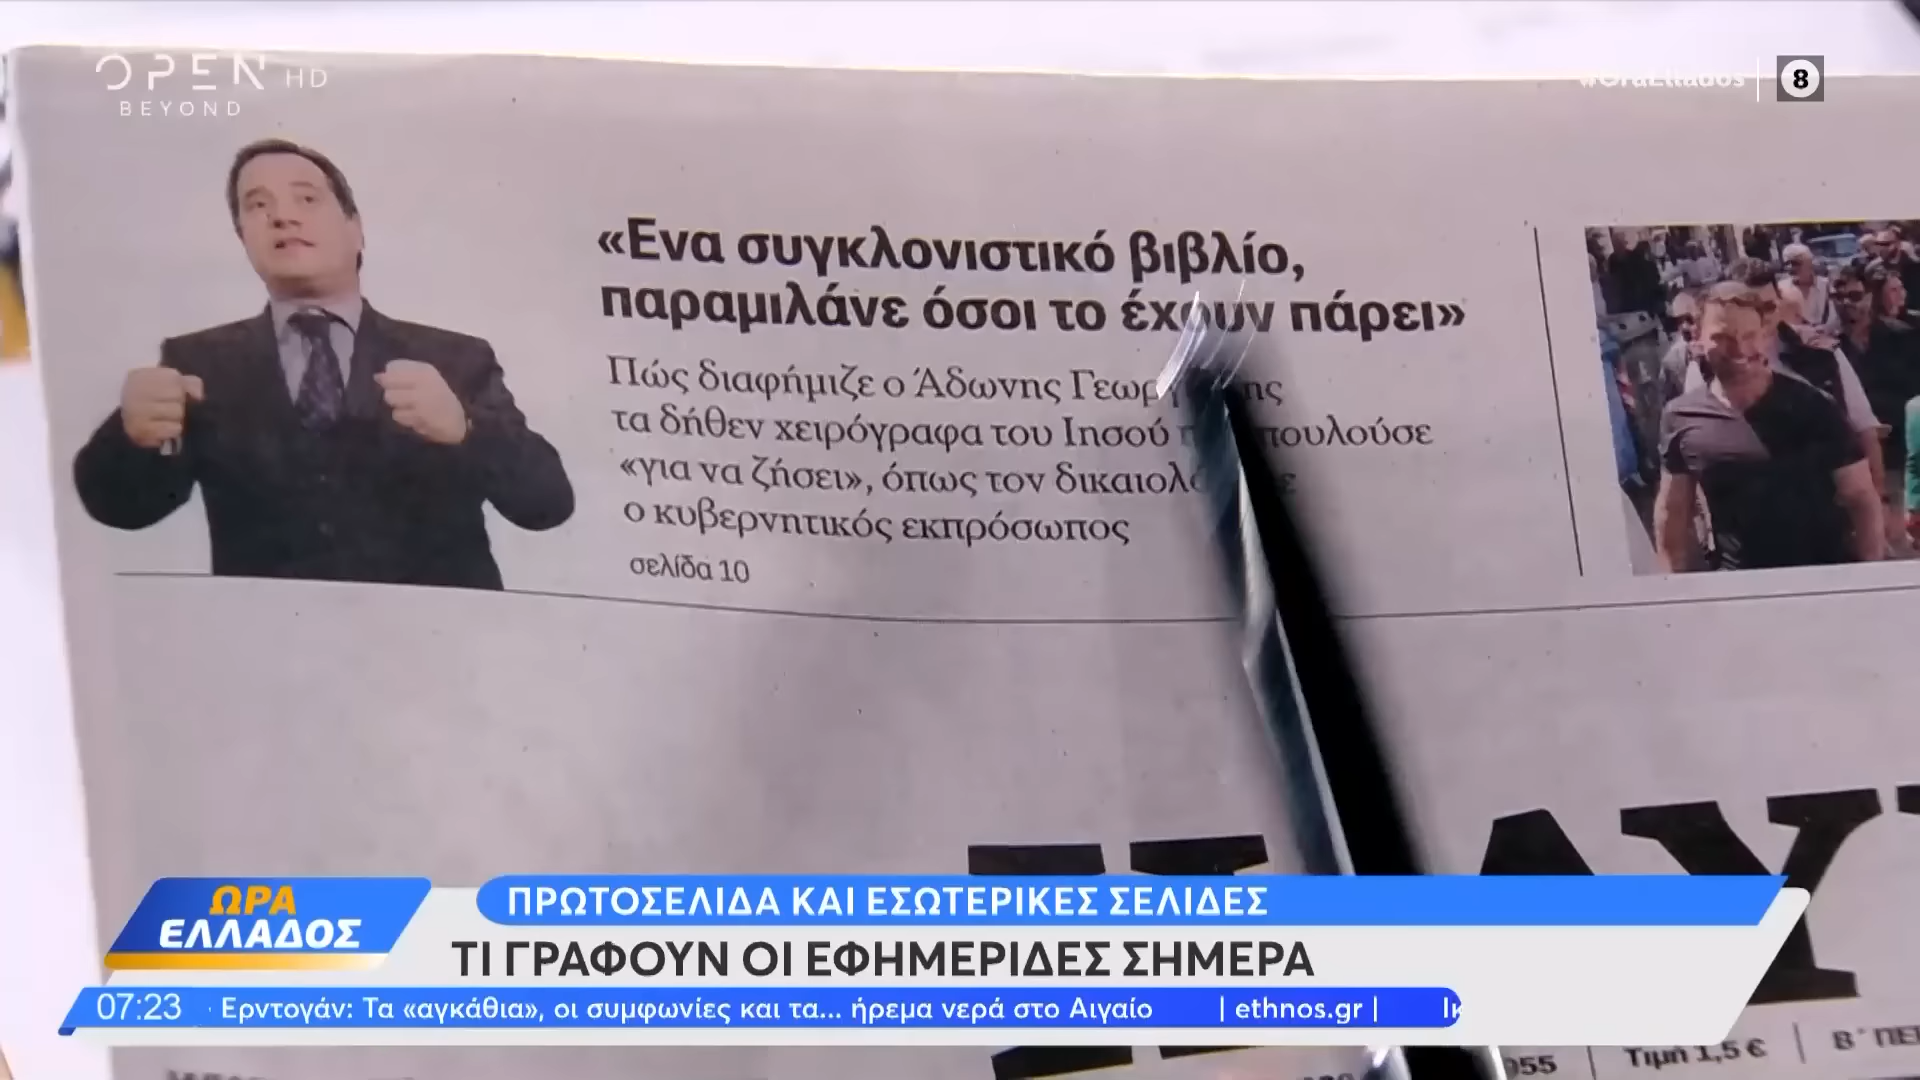 OPEN HD
BEYOND
#OraEllados
8
«Ενα συγκλονιστικό βιβλίο,
παραμιλάνε όσοι το έχουν πάρει»
Πώς διαφήμιζε ο Άδωνης
τα δήθεν χειρόγραφα του Ιησού πουλούσε
«για να ζήσει», όπως τον
ο κυβερνητικός εκπρόσωπος
σελίδα 10
ΩΡΑ
ΕΛΛΑΔΟΣ
ΠΡΩΤΟΣΕΛΙΔΑ ΚΑΙ ΕΣΩΤΕΡΙΚΕΣ ΣΕΛΙΔΕΣ
ΤΙ ΓΡΑΦΟΥΝ ΟΙ ΕΦΗΜΕΡΙΔΕΣ ΣΗΜΕΡΑ
07:23 · Ερντογάν: Τα «αγκάθια», οι συμφωνίες και τα... ήρεμα νερά στο Αιγαίο | ethnos.gr |
Τιμή 1,5 €